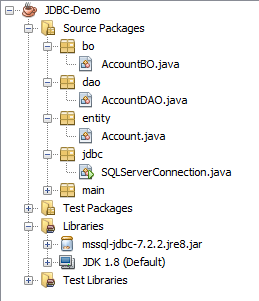 JDBC-Demo
Source Packages
bo
AccountBO.java
dao
AccountDAO.java
entity
Account.java
jdbc
SQLServerConnection.java
main
Test Packages
Libraries
mssql-jdbc-7.2.2.jre8.jar
JDK 1.8 (Default)
Test Libraries